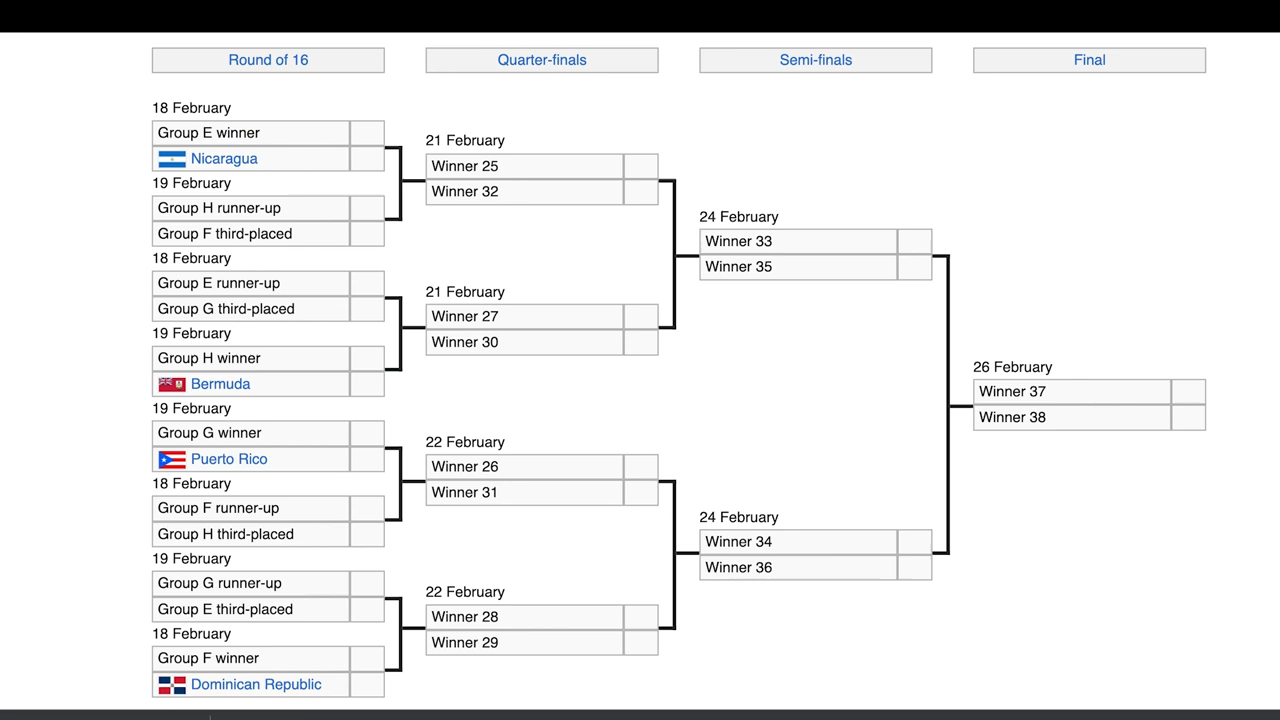 Round of 16
Quarter-finals
Semi-finals
Final
18 February
Group E winner
Nicaragua
19 February
Group H runner-up
Group F third-placed
18 February
Group E runner-up
Group G third-placed
19 February
Group H winner
Bermuda
19 February
Group G winner
Puerto Rico
18 February
Group F runner-up
Group H third-placed
19 February
Group G runner-up
Group E third-placed
18 February
Group F winner
Dominican Republic
21 February
Winner 25
Winner 32
21 February
Winner 27
Winner 30
22 February
Winner 26
Winner 31
22 February
Winner 28
Winner 29
24 February
Winner 33
Winner 35
24 February
Winner 34
Winner 36
26 February
Winner 37
Winner 38